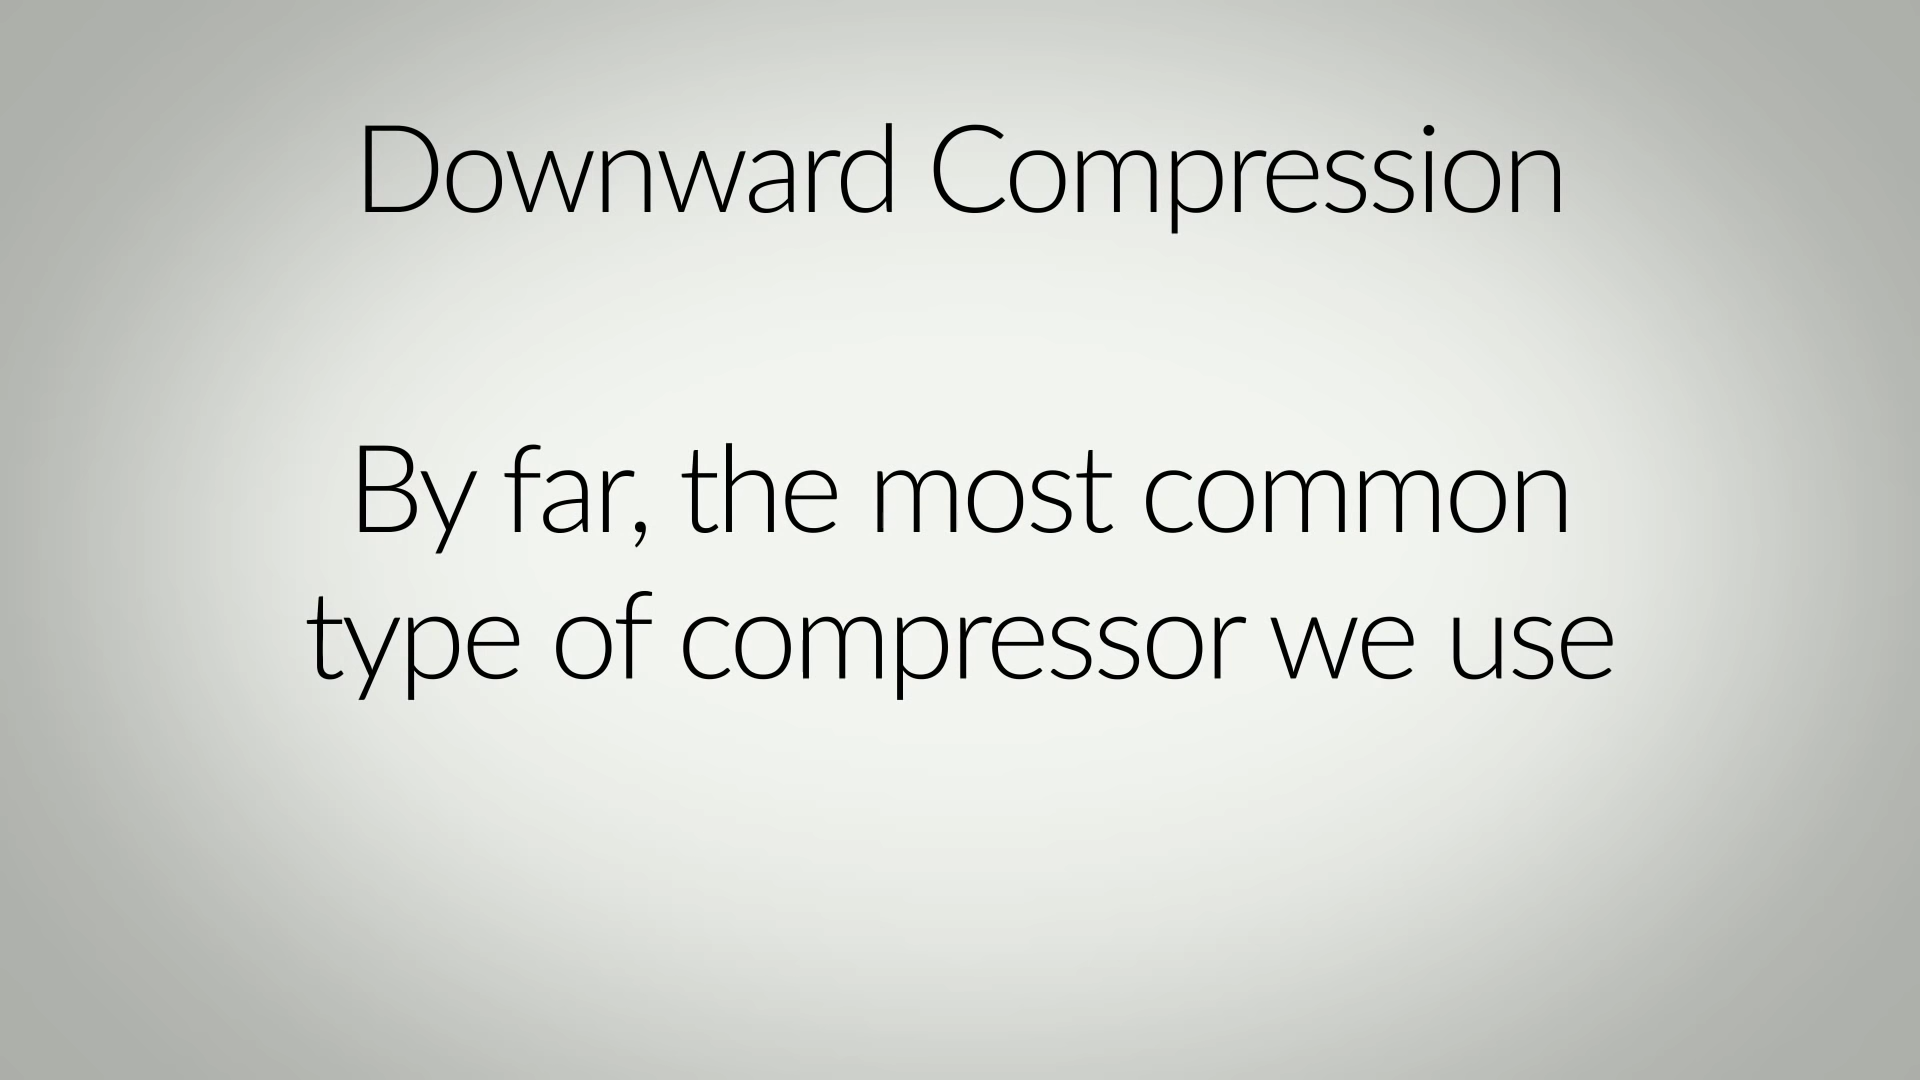 Downward Compression
By far, the most common
type of compressor we use